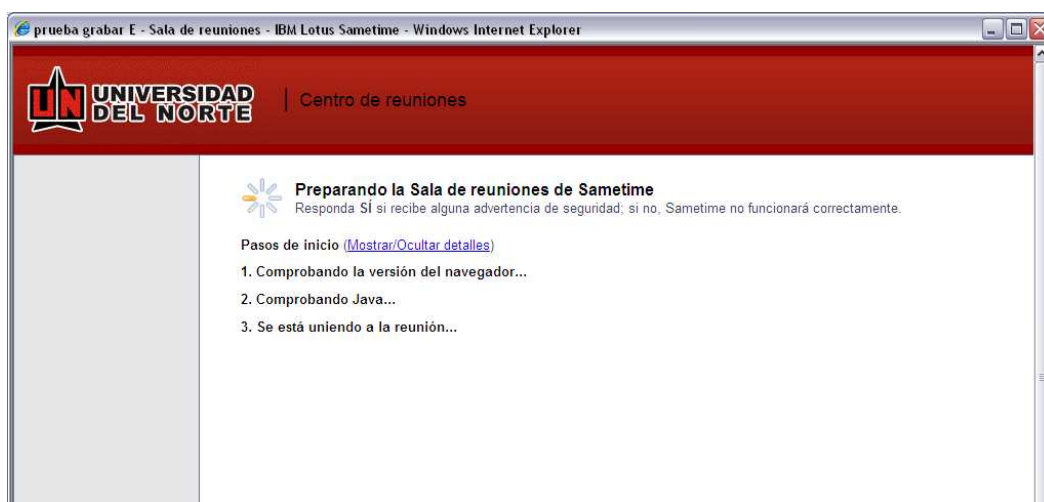 prueba grabar E - Sala de reuniones - IBM Lotus Sametime - Windows Internet Explorer
UN
UNIVERSIDAD
DEL NORTE
Centro de reuniones
Preparando la Sala de reuniones de Sametime
Responda SÍ si recibe alguna advertencia de seguridad; si no, Sametime no funcionará correctamente.
Pasos de inicio (Mostrar/Ocultar detalles)
1. Comprobando la versión del navegador...
2. Comprobando Java...
3. Se está uniendo a la reunión...